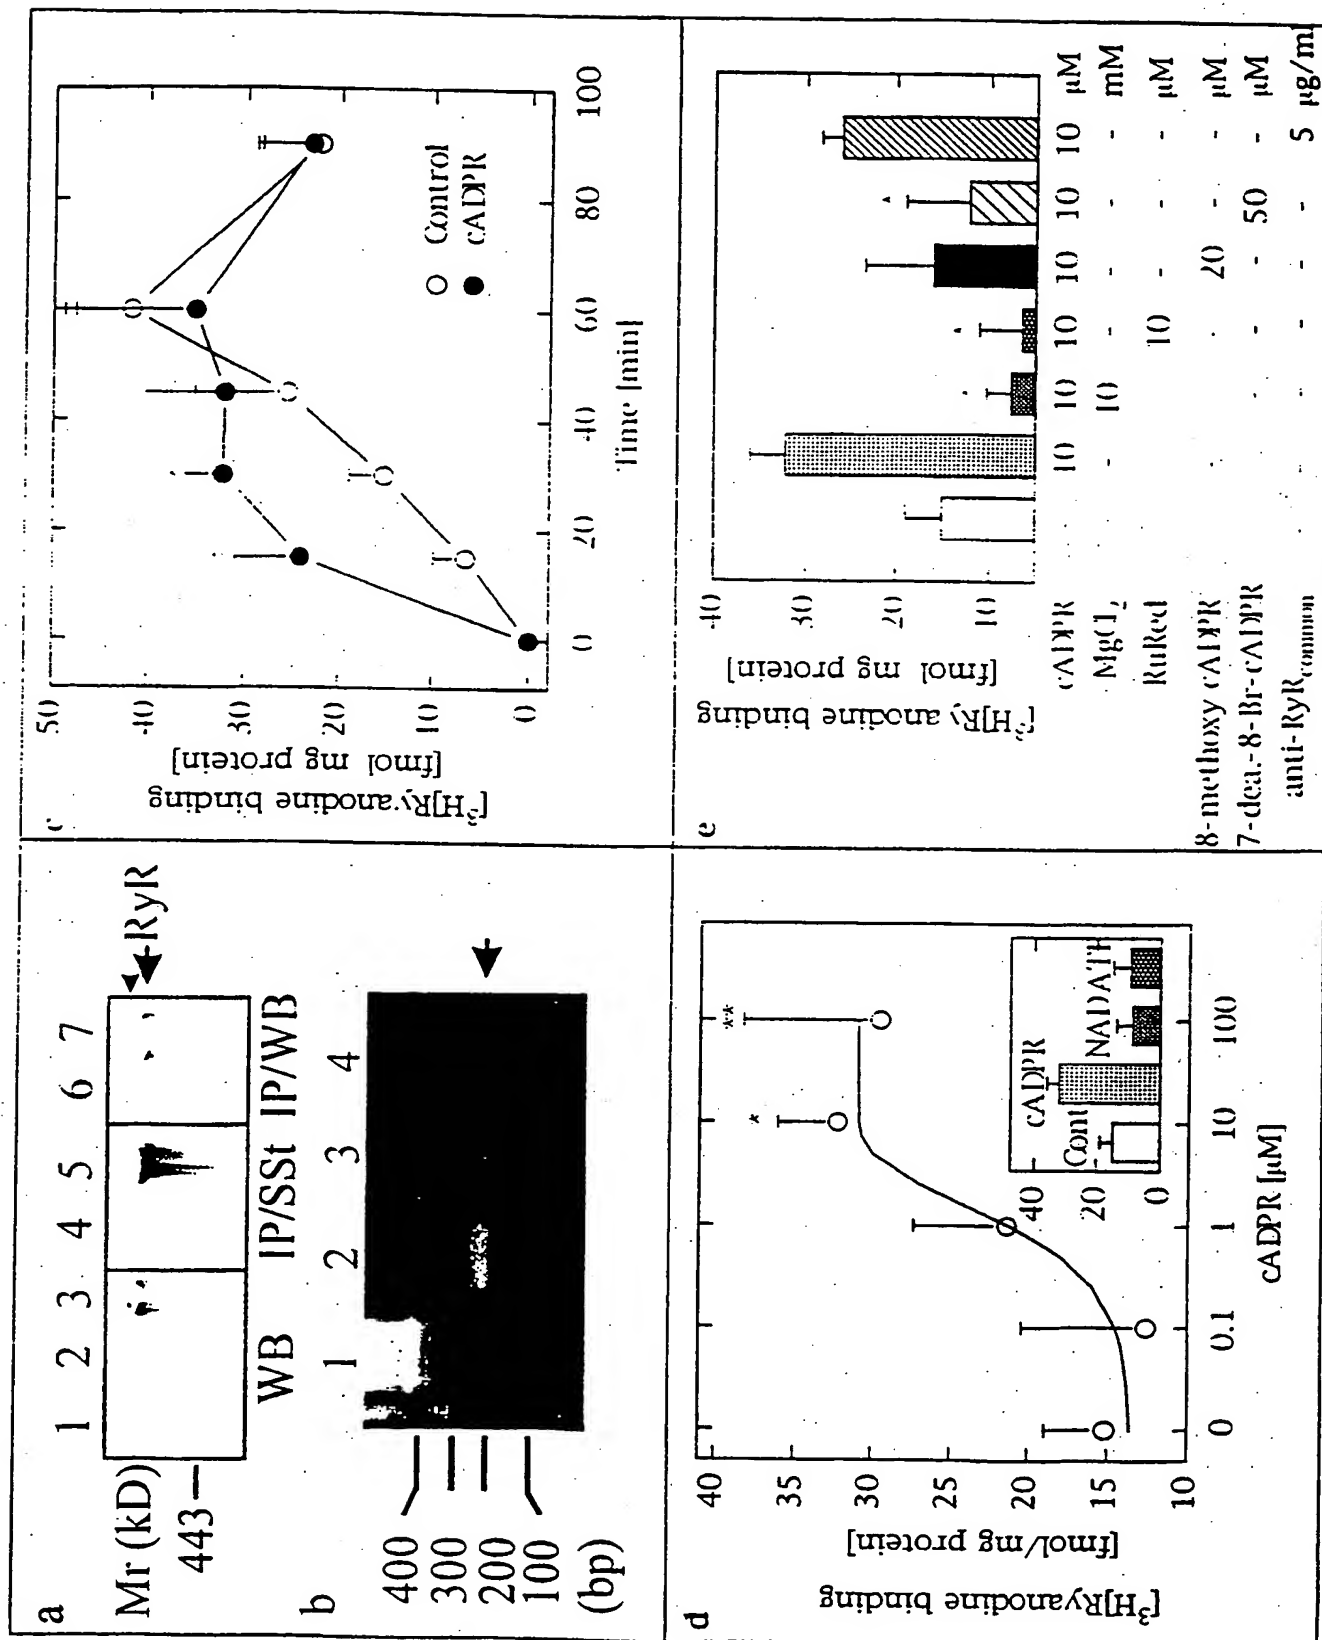 a
1 2 3 4 5 6 7
Mr (kD)
443
RyR
WB IP/SSt IP/WB
b
1 2 3 4
400
300
200
100
(bp)
c
50
40
30
20
10
0
[³H]Ryanodine binding
[fmol mg protein]
Control
cADPR
0 20 40 60 80 100
Time [min]
d
40
35
30
25
20
15
10
[³H]Ryanodine binding
[fmol/mg protein]
* **
40
20
0
Cont cADPR NADATH
0 0.1 1 10 100
cADPR [μM]
e
40
30
20
10
[³H]Ryanodine binding
[fmol mg protein]
cADPR 10 10 10 10 10 10 μM
MgCl₂ - 10 - - - - mM
RuRed 10 - - - μM
8-methoxy cADPR - - 20 - - μM
7-dea.-8-Br-cADPR - - - 50 - μM
anti-RyRcommon - - - - 5 μg/ml